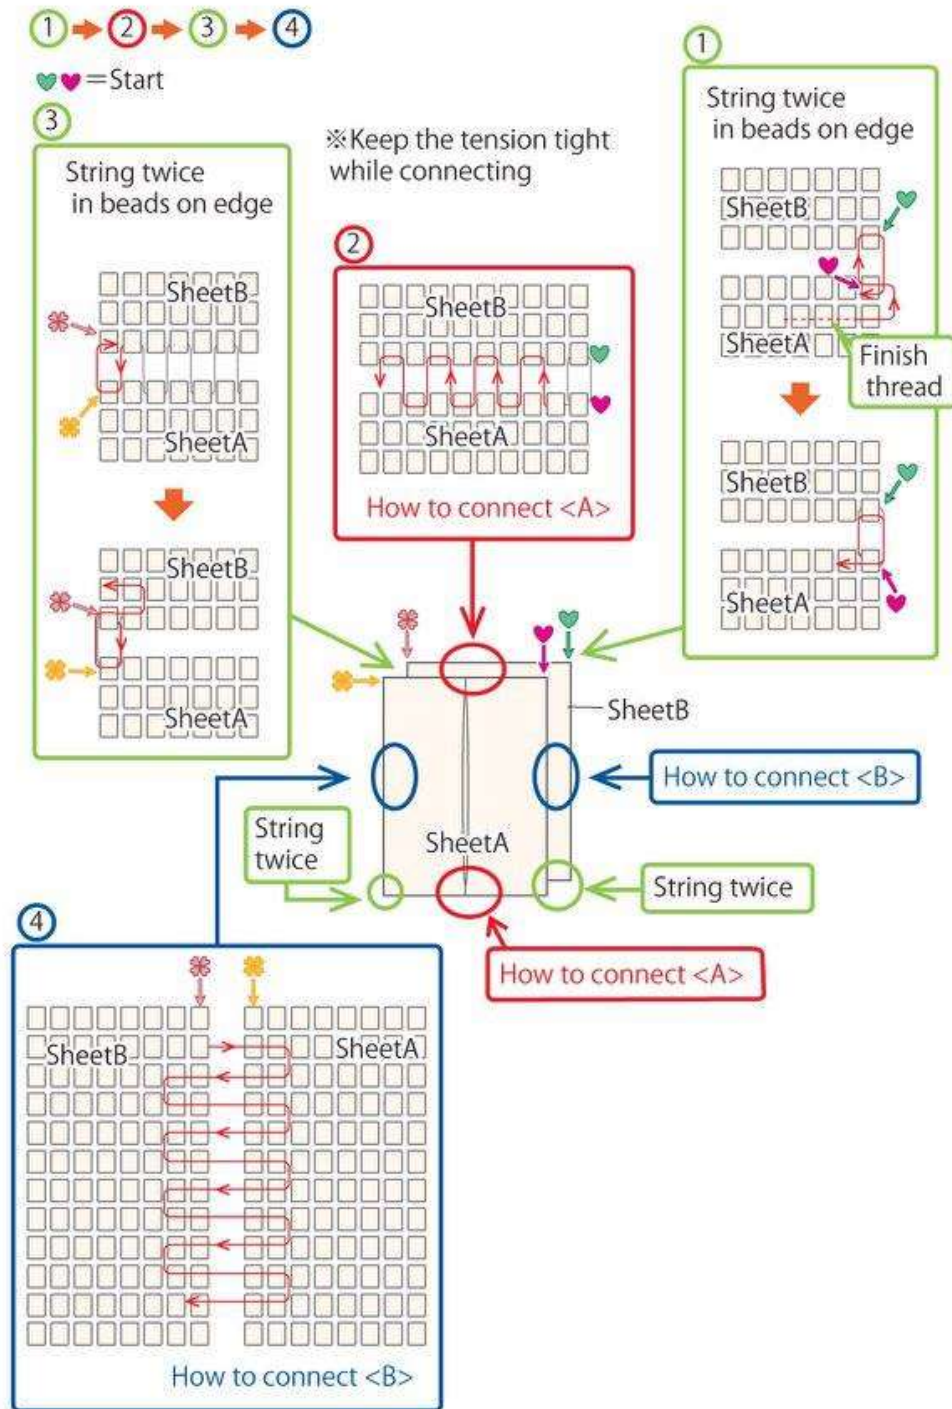 ① ② ③ ④
=Start
③
String twice
in beads on edge
SheetB
SheetA
SheetB
SheetA
※Keep the tension tight
while connecting
②
SheetB
SheetA
How to connect <A>
①
String twice
in beads on edge
SheetB
SheetA
Finish
thread
SheetB
SheetA
SheetB
How to connect <B>
String
twice
SheetA
String twice
How to connect <A>
④
SheetB
SheetA
How to connect <B>